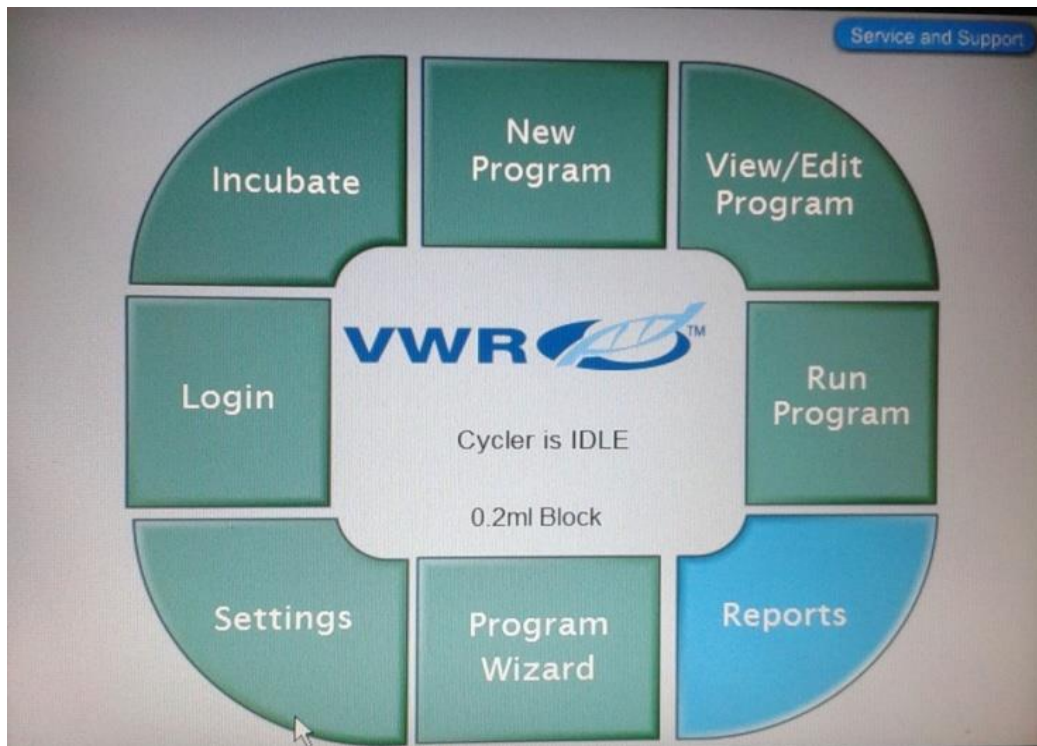 Service and Support
Incubate
New
Program
View/Edit
Program
VWR TM
Login
Cycler is IDLE
Run
Program
0.2ml Block
Settings
Program
Wizard
Reports